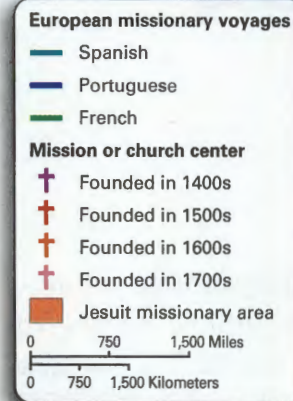 European missionary voyages
Spanish
Portuguese
French
Mission or church center
Founded in 1400s
Founded in 1500s
Founded in 1600s
Founded in 1700s
Jesuit missionary area
0 750 1,500 Miles
0 750 1,500 Kilometers